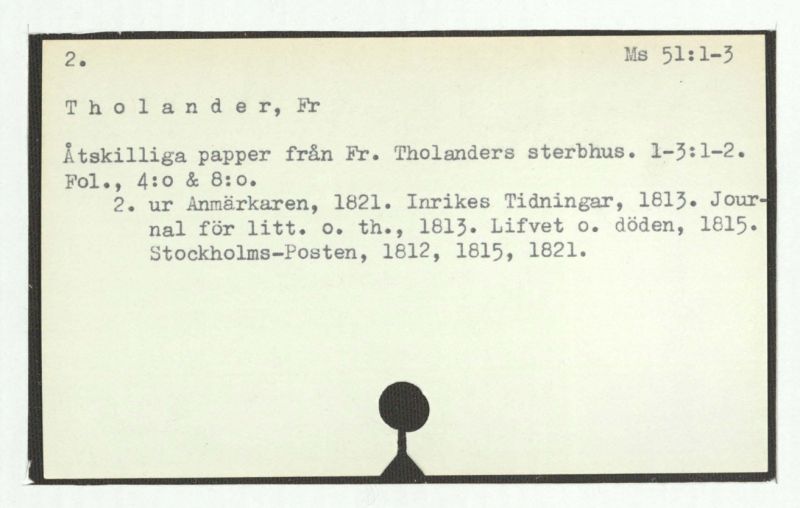 2. Ms 51:1-3
Tholander, Fr
Åtskilliga papper från Fr. Tholanders sterbhus. 1-3:1-2.
Fol., 4:o & 8:o.
2. ur Anmärkaren, 1821. Inrikes Tidningar, 1813. Jour-
nal för litt. o. th., 1813. Lifvet o. döden, 1815.
Stockholms-Posten, 1812, 1815, 1821.